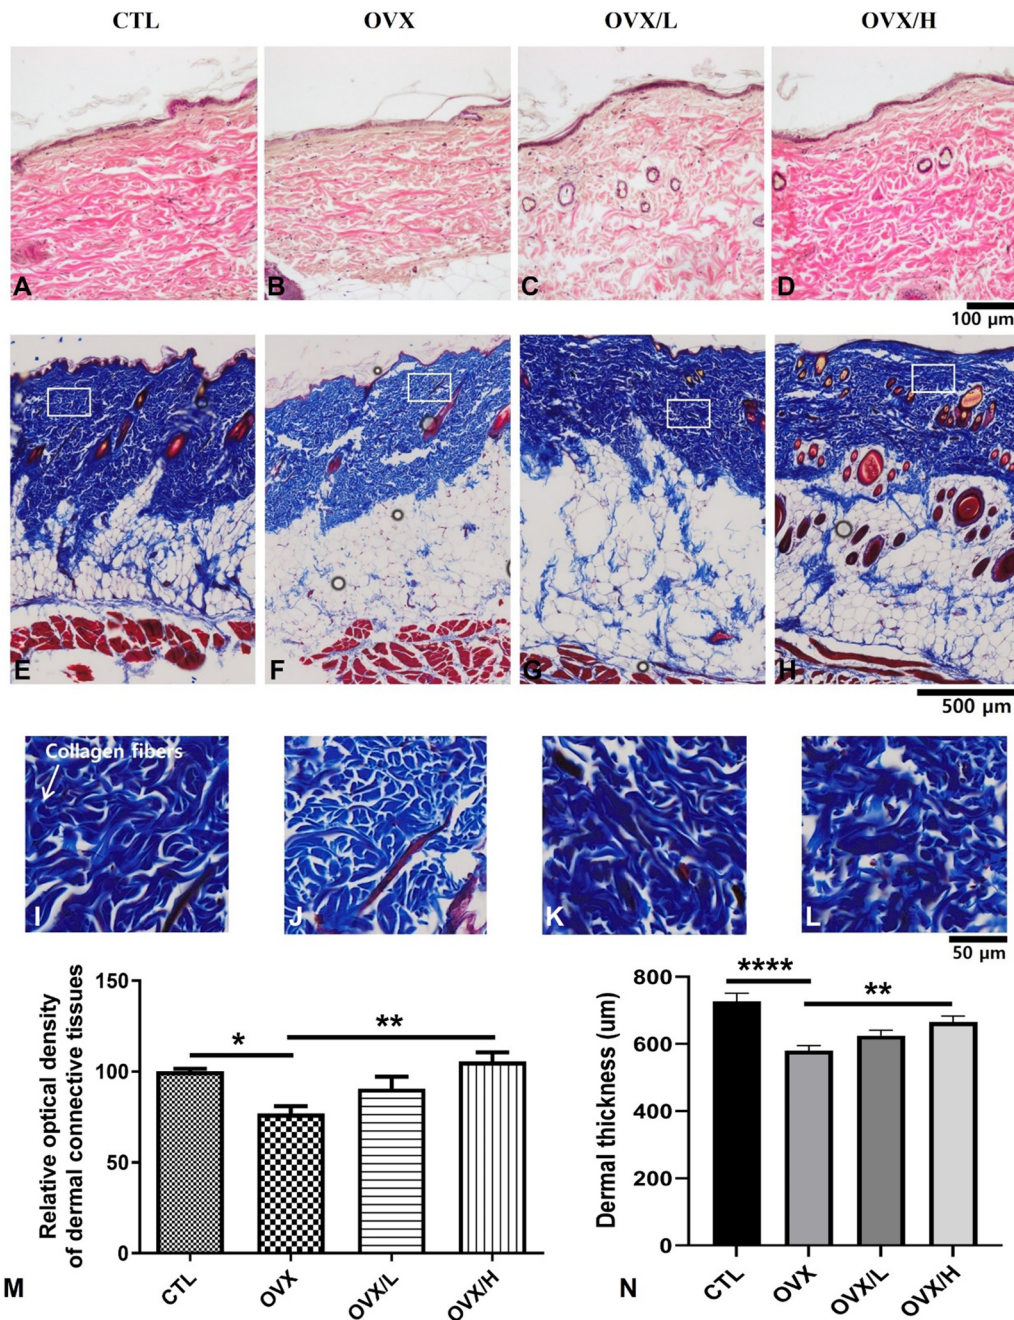 CTL OVX OVX/L OVX/H
A B C D
100 μm
E F G H
500 μm
Collagen fibers
I J K L
50 μm
Relative optical density
of dermal connective tissues
150
100
50
0
* **
CTL OVX OVX/L OVX/H
M
Dermal thickness (um)
800
600
400
200
0
**** **
CTL OVX OVX/L OVX/H
N